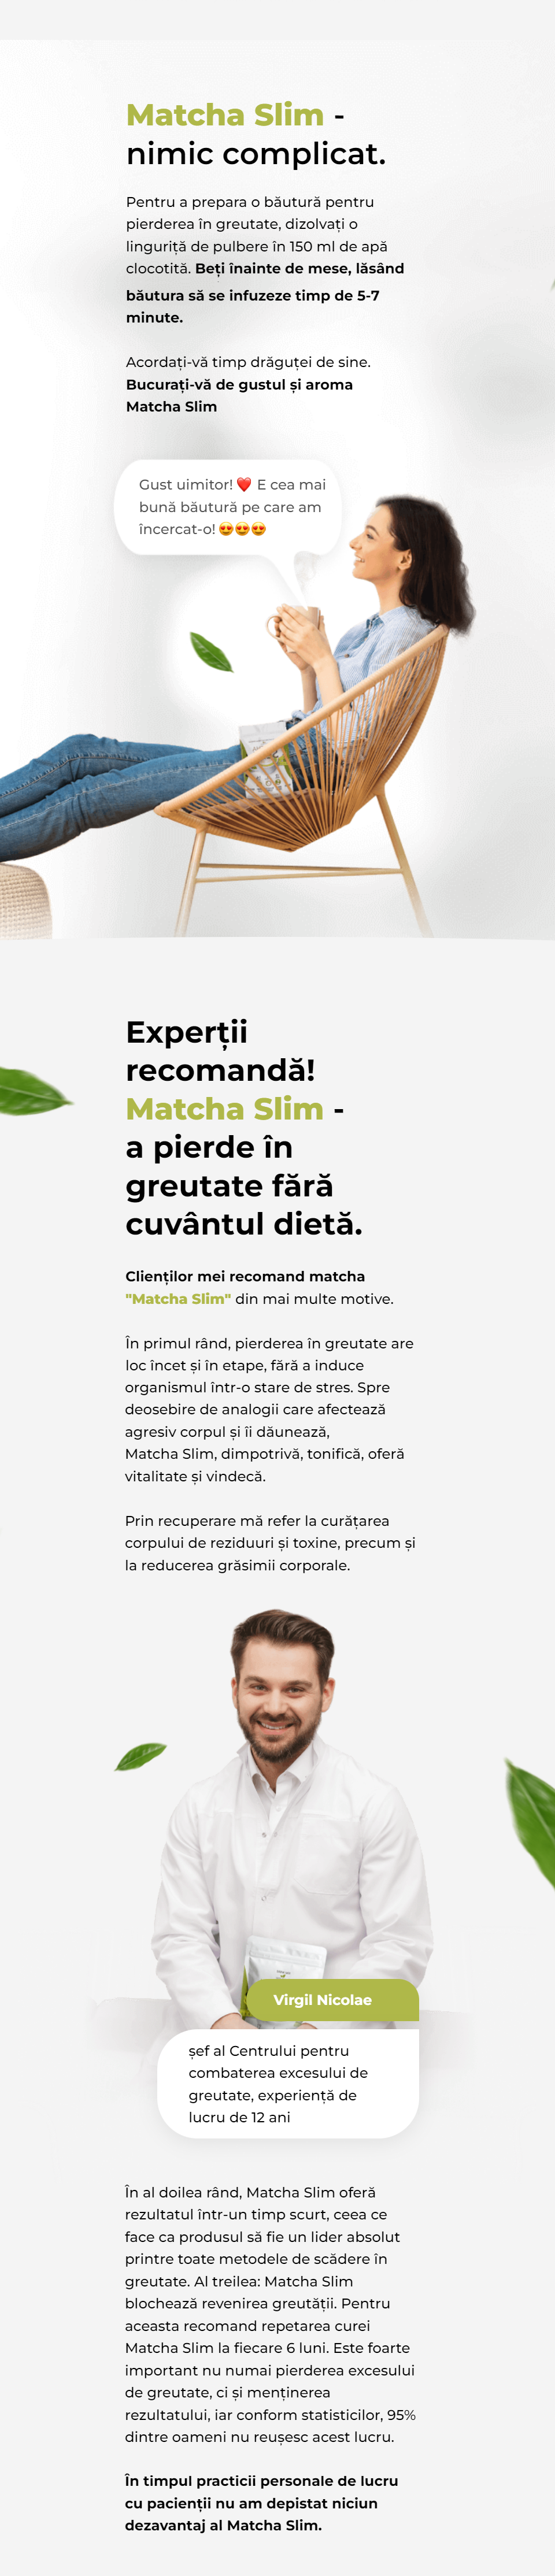 Matcha Slim -
nimic complicat.
Pentru a prepara o băutură pentru
pierderea în greutate, dizolvați o
linguriță de pulbere în 150 ml de apă
clocotită. Beți înainte de mese, lăsând
băutura să se infuzeze timp de 5-7
minute.
Acordați-vă timp drăguței de sine.
Bucurați-vă de gustul și aroma
Matcha Slim
Gust uimitor! ❤️ E cea mai
bună băutură pe care am
încercat-o! 😍😍😍
Experții
recomandă!
Matcha Slim -
a pierde în
greutate fără
cuvântul dietă.
Clienților mei recomand matcha
"Matcha Slim" din mai multe motive.
În primul rând, pierderea în greutate are
loc încet și în etape, fără a induce
organismul într-o stare de stres. Spre
deosebire de analogii care afectează
agresiv corpul și îi dăunează,
Matcha Slim, dimpotrivă, tonifică, oferă
vitalitate și vindecă.
Prin recuperare mă refer la curățarea
corpului de reziduuri și toxine, precum și
la reducerea grăsimii corporale.
Virgil Nicolae
șef al Centrului pentru
combaterea excesului de
greutate, experiență de
lucru de 12 ani
În al doilea rând, Matcha Slim oferă
rezultatul într-un timp scurt, ceea ce
face ca produsul să fie un lider absolut
printre toate metodele de scădere în
greutate. Al treilea: Matcha Slim
blochează revenirea greutății. Pentru
aceasta recomand repetarea curei
Matcha Slim la fiecare 6 luni. Este foarte
important nu numai pierderea excesului
de greutate, ci și menținerea
rezultatului, iar conform statisticilor, 95%
dintre oameni nu reușesc acest lucru.
În timpul practicii personale de lucru
cu pacienții nu am depistat niciun
dezavantaj al Matcha Slim.